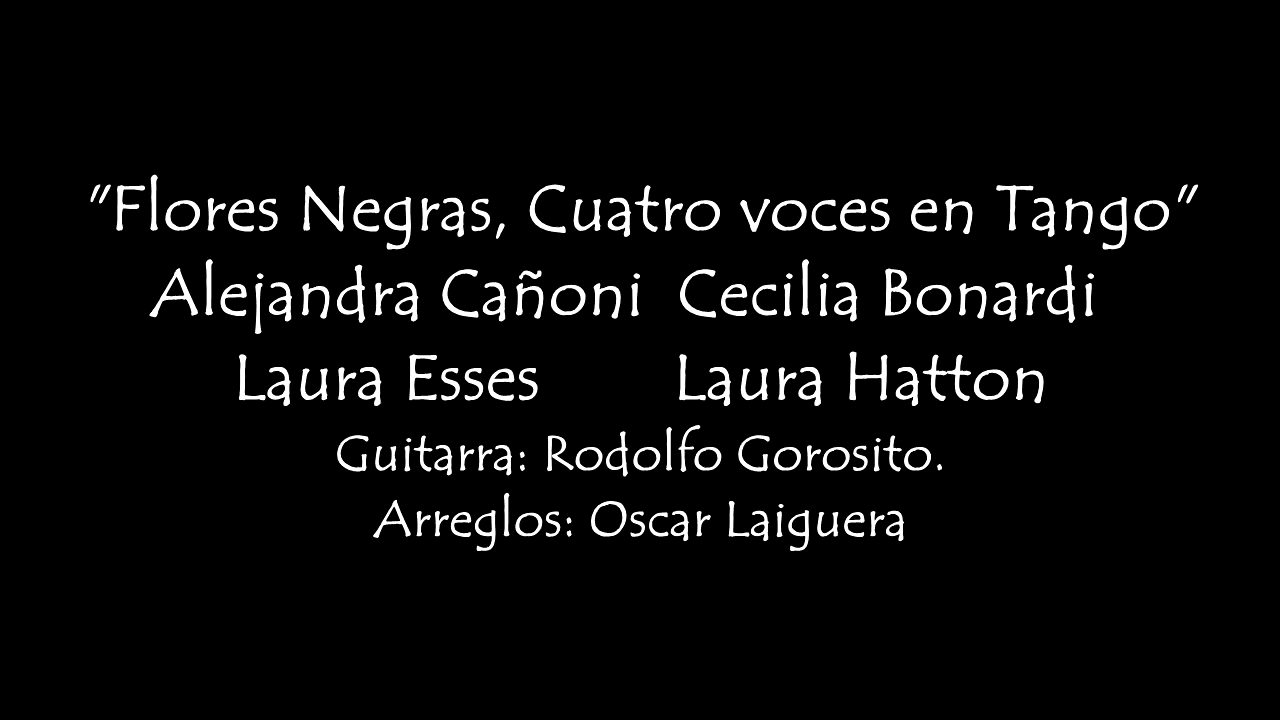 "Flores Negras, Cuatro voces en Tango"
Alejandra Cañoni Cecilia Bonardi
Laura Esses Laura Hatton
Guitarra: Rodolfo Gorosito.
Arreglos: Oscar Laiguera